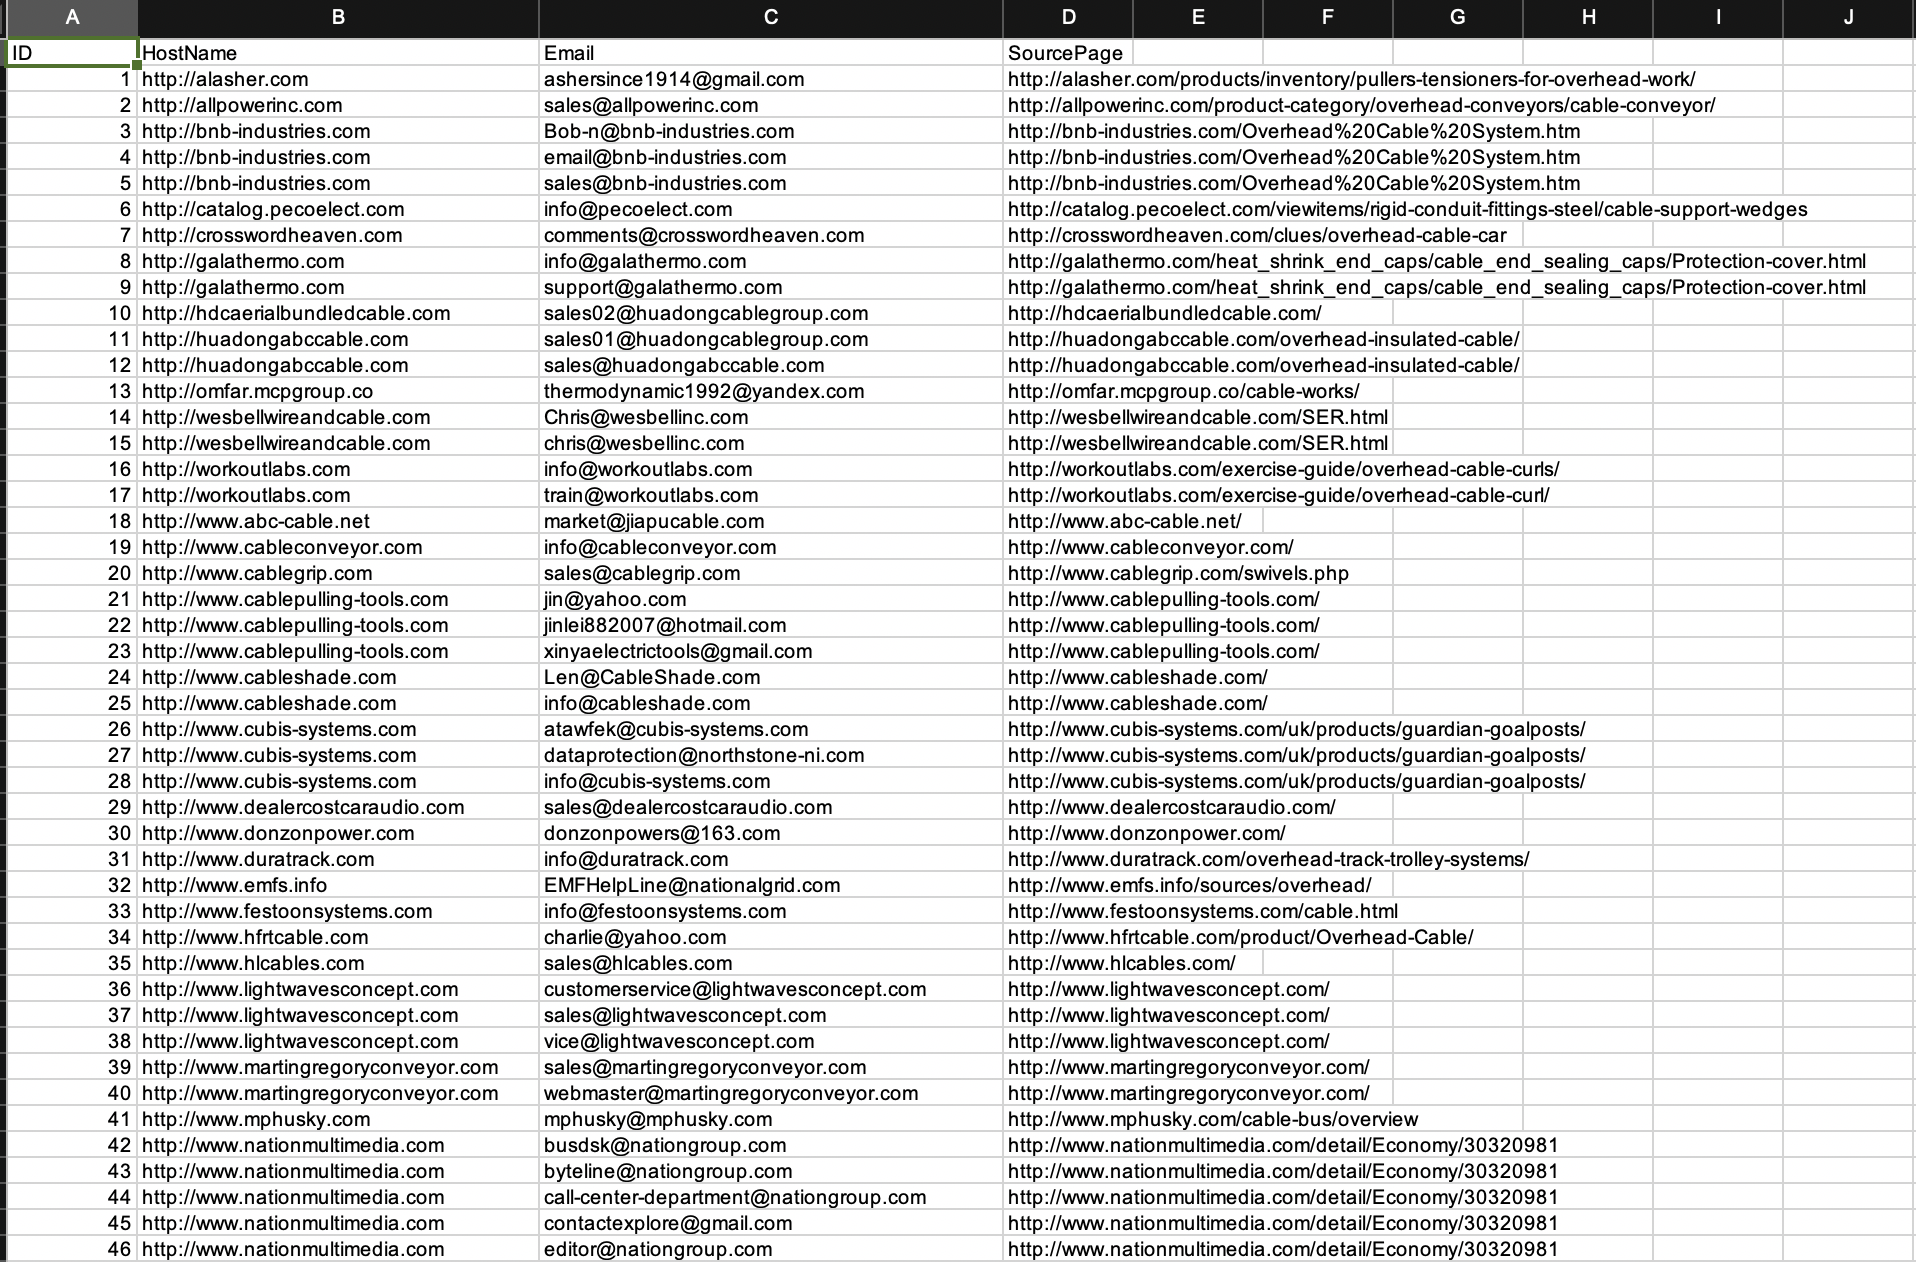 A B C D E F G H I J
ID HostName Email SourcePage
1 http://alasher.com ashersince1914@gmail.com http://alasher.com/products/inventory/pullers-tensioners-for-overhead-work/
2 http://allpowerinc.com sales@allpowerinc.com http://allpowerinc.com/product-category/overhead-conveyors/cable-conveyor/
3 http://bnb-industries.com Bob-n@bnb-industries.com http://bnb-industries.com/Overhead%20Cable%20System.htm
4 http://bnb-industries.com email@bnb-industries.com http://bnb-industries.com/Overhead%20Cable%20System.htm
5 http://bnb-industries.com sales@bnb-industries.com http://bnb-industries.com/Overhead%20Cable%20System.htm
6 http://catalog.pecoelect.com info@pecoelect.com http://catalog.pecoelect.com/viewitems/rigid-conduit-fittings-steel/cable-support-wedges
7 http://crosswordheaven.com comments@crosswordheaven.com http://crosswordheaven.com/clues/overhead-cable-car
8 http://galathermo.com info@galathermo.com http://galathermo.com/heat_shrink_end_caps/cable_end_sealing_caps/Protection-cover.html
9 http://galathermo.com support@galathermo.com http://galathermo.com/heat_shrink_end_caps/cable_end_sealing_caps/Protection-cover.html
10 http://hdcaerialbundledcable.com sales02@huadongcablegroup.com http://hdcaerialbundledcable.com/
11 http://huadongabccable.com sales01@huadongcablegroup.com http://huadongabccable.com/overhead-insulated-cable/
12 http://huadongabccable.com sales@huadongabccable.com http://huadongabccable.com/overhead-insulated-cable/
13 http://omfar.mcpgroup.co thermodynamic1992@yandex.com http://omfar.mcpgroup.co/cable-works/
14 http://wesbellwireandcable.com Chris@wesbellinc.com http://wesbellwireandcable.com/SER.html
15 http://wesbellwireandcable.com chris@wesbellinc.com http://wesbellwireandcable.com/SER.html
16 http://workoutlabs.com info@workoutlabs.com http://workoutlabs.com/exercise-guide/overhead-cable-curls/
17 http://workoutlabs.com train@workoutlabs.com http://workoutlabs.com/exercise-guide/overhead-cable-curl/
18 http://www.abc-cable.net market@jiapucable.com http://www.abc-cable.net/
19 http://www.cableconveyor.com info@cableconveyor.com http://www.cableconveyor.com/
20 http://www.cablegrip.com sales@cablegrip.com http://www.cablegrip.com/swivels.php
21 http://www.cablepulling-tools.com jin@yahoo.com http://www.cablepulling-tools.com/
22 http://www.cablepulling-tools.com jinlei882007@hotmail.com http://www.cablepulling-tools.com/
23 http://www.cablepulling-tools.com xinyaelectrictools@gmail.com http://www.cablepulling-tools.com/
24 http://www.cableshade.com Len@CableShade.com http://www.cableshade.com/
25 http://www.cableshade.com info@cableshade.com http://www.cableshade.com/
26 http://www.cubis-systems.com atawfek@cubis-systems.com http://www.cubis-systems.com/uk/products/guardian-goalposts/
27 http://www.cubis-systems.com dataprotection@northstone-ni.com http://www.cubis-systems.com/uk/products/guardian-goalposts/
28 http://www.cubis-systems.com info@cubis-systems.com http://www.cubis-systems.com/uk/products/guardian-goalposts/
29 http://www.dealercostcaraudio.com sales@dealercostcaraudio.com http://www.dealercostcaraudio.com/
30 http://www.donzonpower.com donzonpowers@163.com http://www.donzonpower.com/
31 http://www.duratrack.com info@duratrack.com http://www.duratrack.com/overhead-track-trolley-systems/
32 http://www.emfs.info EMFHelpLine@nationalgrid.com http://www.emfs.info/sources/overhead/
33 http://www.festoonsystems.com info@festoonsystems.com http://www.festoonsystems.com/cable.html
34 http://www.hfrtcable.com charlie@yahoo.com http://www.hfrtcable.com/product/Overhead-Cable/
35 http://www.hlcables.com sales@hlcables.com http://www.hlcables.com/
36 http://www.lightwavesconcept.com customerservice@lightwavesconcept.com http://www.lightwavesconcept.com/
37 http://www.lightwavesconcept.com sales@lightwavesconcept.com http://www.lightwavesconcept.com/
38 http://www.lightwavesconcept.com vice@lightwavesconcept.com http://www.lightwavesconcept.com/
39 http://www.martingregoryconveyor.com sales@martingregoryconveyor.com http://www.martingregoryconveyor.com/
40 http://www.martingregoryconveyor.com webmaster@martingregoryconveyor.com http://www.martingregoryconveyor.com/
41 http://www.mphusky.com mphusky@mphusky.com http://www.mphusky.com/cable-bus/overview
42 http://www.nationmultimedia.com busdsk@nationgroup.com http://www.nationmultimedia.com/detail/Economy/30320981
43 http://www.nationmultimedia.com byteline@nationgroup.com http://www.nationmultimedia.com/detail/Economy/30320981
44 http://www.nationmultimedia.com call-center-department@nationgroup.com http://www.nationmultimedia.com/detail/Economy/30320981
45 http://www.nationmultimedia.com contactexplore@gmail.com http://www.nationmultimedia.com/detail/Economy/30320981
46 http://www.nationmultimedia.com editor@nationgroup.com http://www.nationmultimedia.com/detail/Economy/30320981